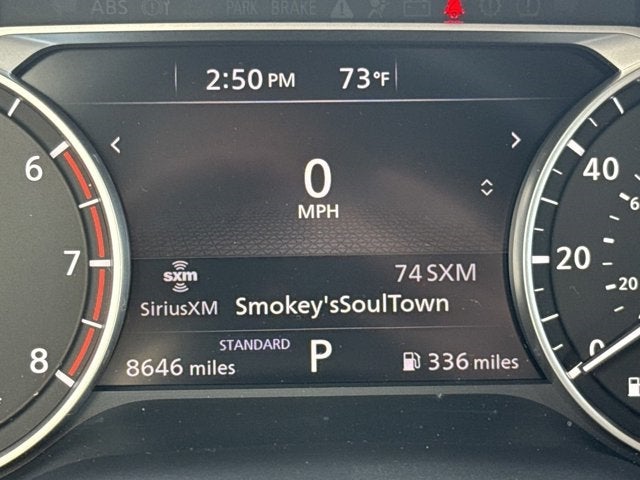 ABS
PARK BRAKE
2:50 PM 73°F
0
MPH
sxm
74 SXM
SiriusXM Smokey'sSoulTown
STANDARD
8646 miles P 336 miles
6
7
8
40
20
0
20